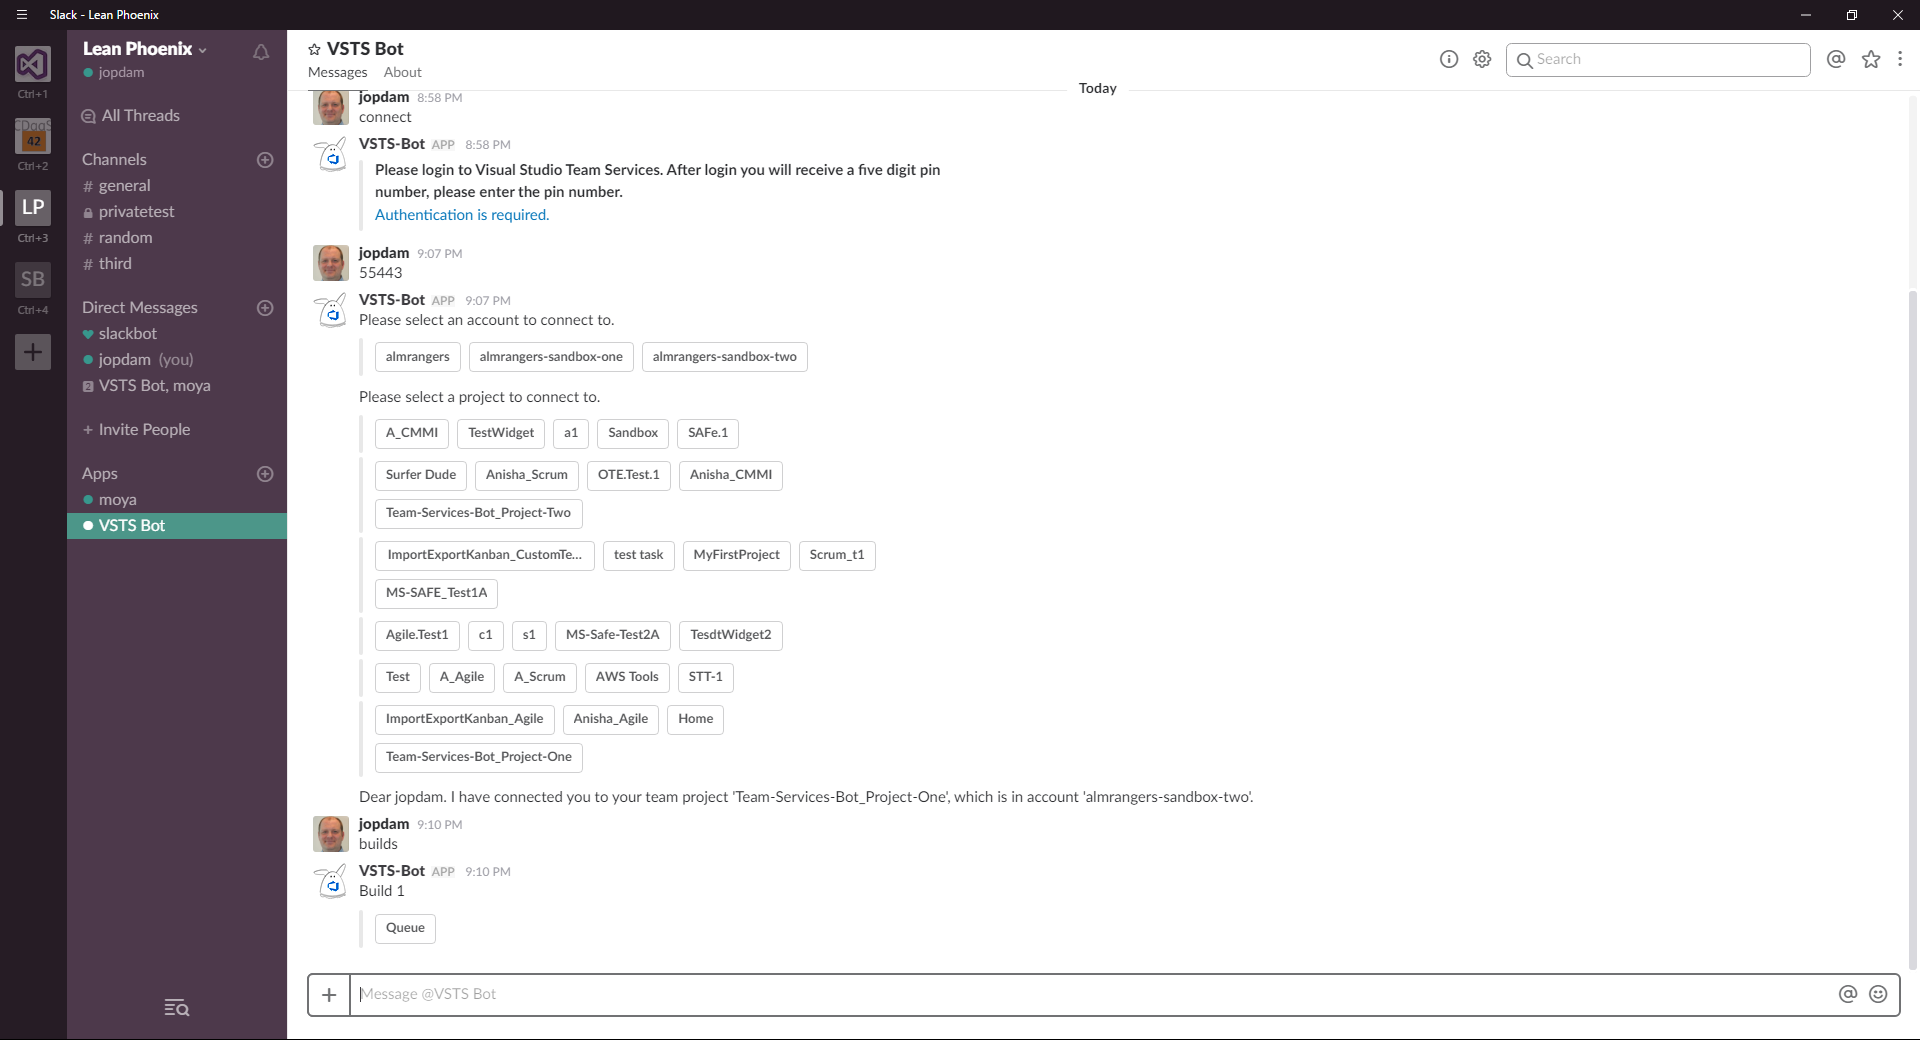 Slack - Lean Phoenix
Ctrl+1
42
Ctrl+2
LP
Ctrl+3
SB
Ctrl+4
Lean Phoenix
jopdam
All Threads
Channels
# general
privatetest
# random
# third
Direct Messages
slackbot
jopdam (you)
2 VSTS Bot, moya
+ Invite People
Apps
moya
VSTS Bot
VSTS Bot
Messages About
Search
Today
jopdam 8:58 PM
connect
VSTS-Bot APP 8:58 PM
Please login to Visual Studio Team Services. After login you will receive a five digit pin
number, please enter the pin number.
Authentication is required.
jopdam 9:07 PM
55443
VSTS-Bot APP 9:07 PM
Please select an account to connect to.
almrangers almrangers-sandbox-one almrangers-sandbox-two
Please select a project to connect to.
A_CMMI TestWidget a1 Sandbox SAFe.1
Surfer Dude Anisha_Scrum OTE.Test.1 Anisha_CMMI
Team-Services-Bot_Project-Two
ImportExportKanban_CustomTe... test task MyFirstProject Scrum_t1
MS-SAFE_Test1A
Agile.Test1 c1 s1 MS-Safe-Test2A TesdtWidget2
Test A_Agile A_Scrum AWS Tools STT-1
ImportExportKanban_Agile Anisha_Agile Home
Team-Services-Bot_Project-One
Dear jopdam. I have connected you to your team project 'Team-Services-Bot_Project-One', which is in account 'almrangers-sandbox-two'.
jopdam 9:10 PM
builds
VSTS-Bot APP 9:10 PM
Build 1
Queue
Message @VSTS Bot